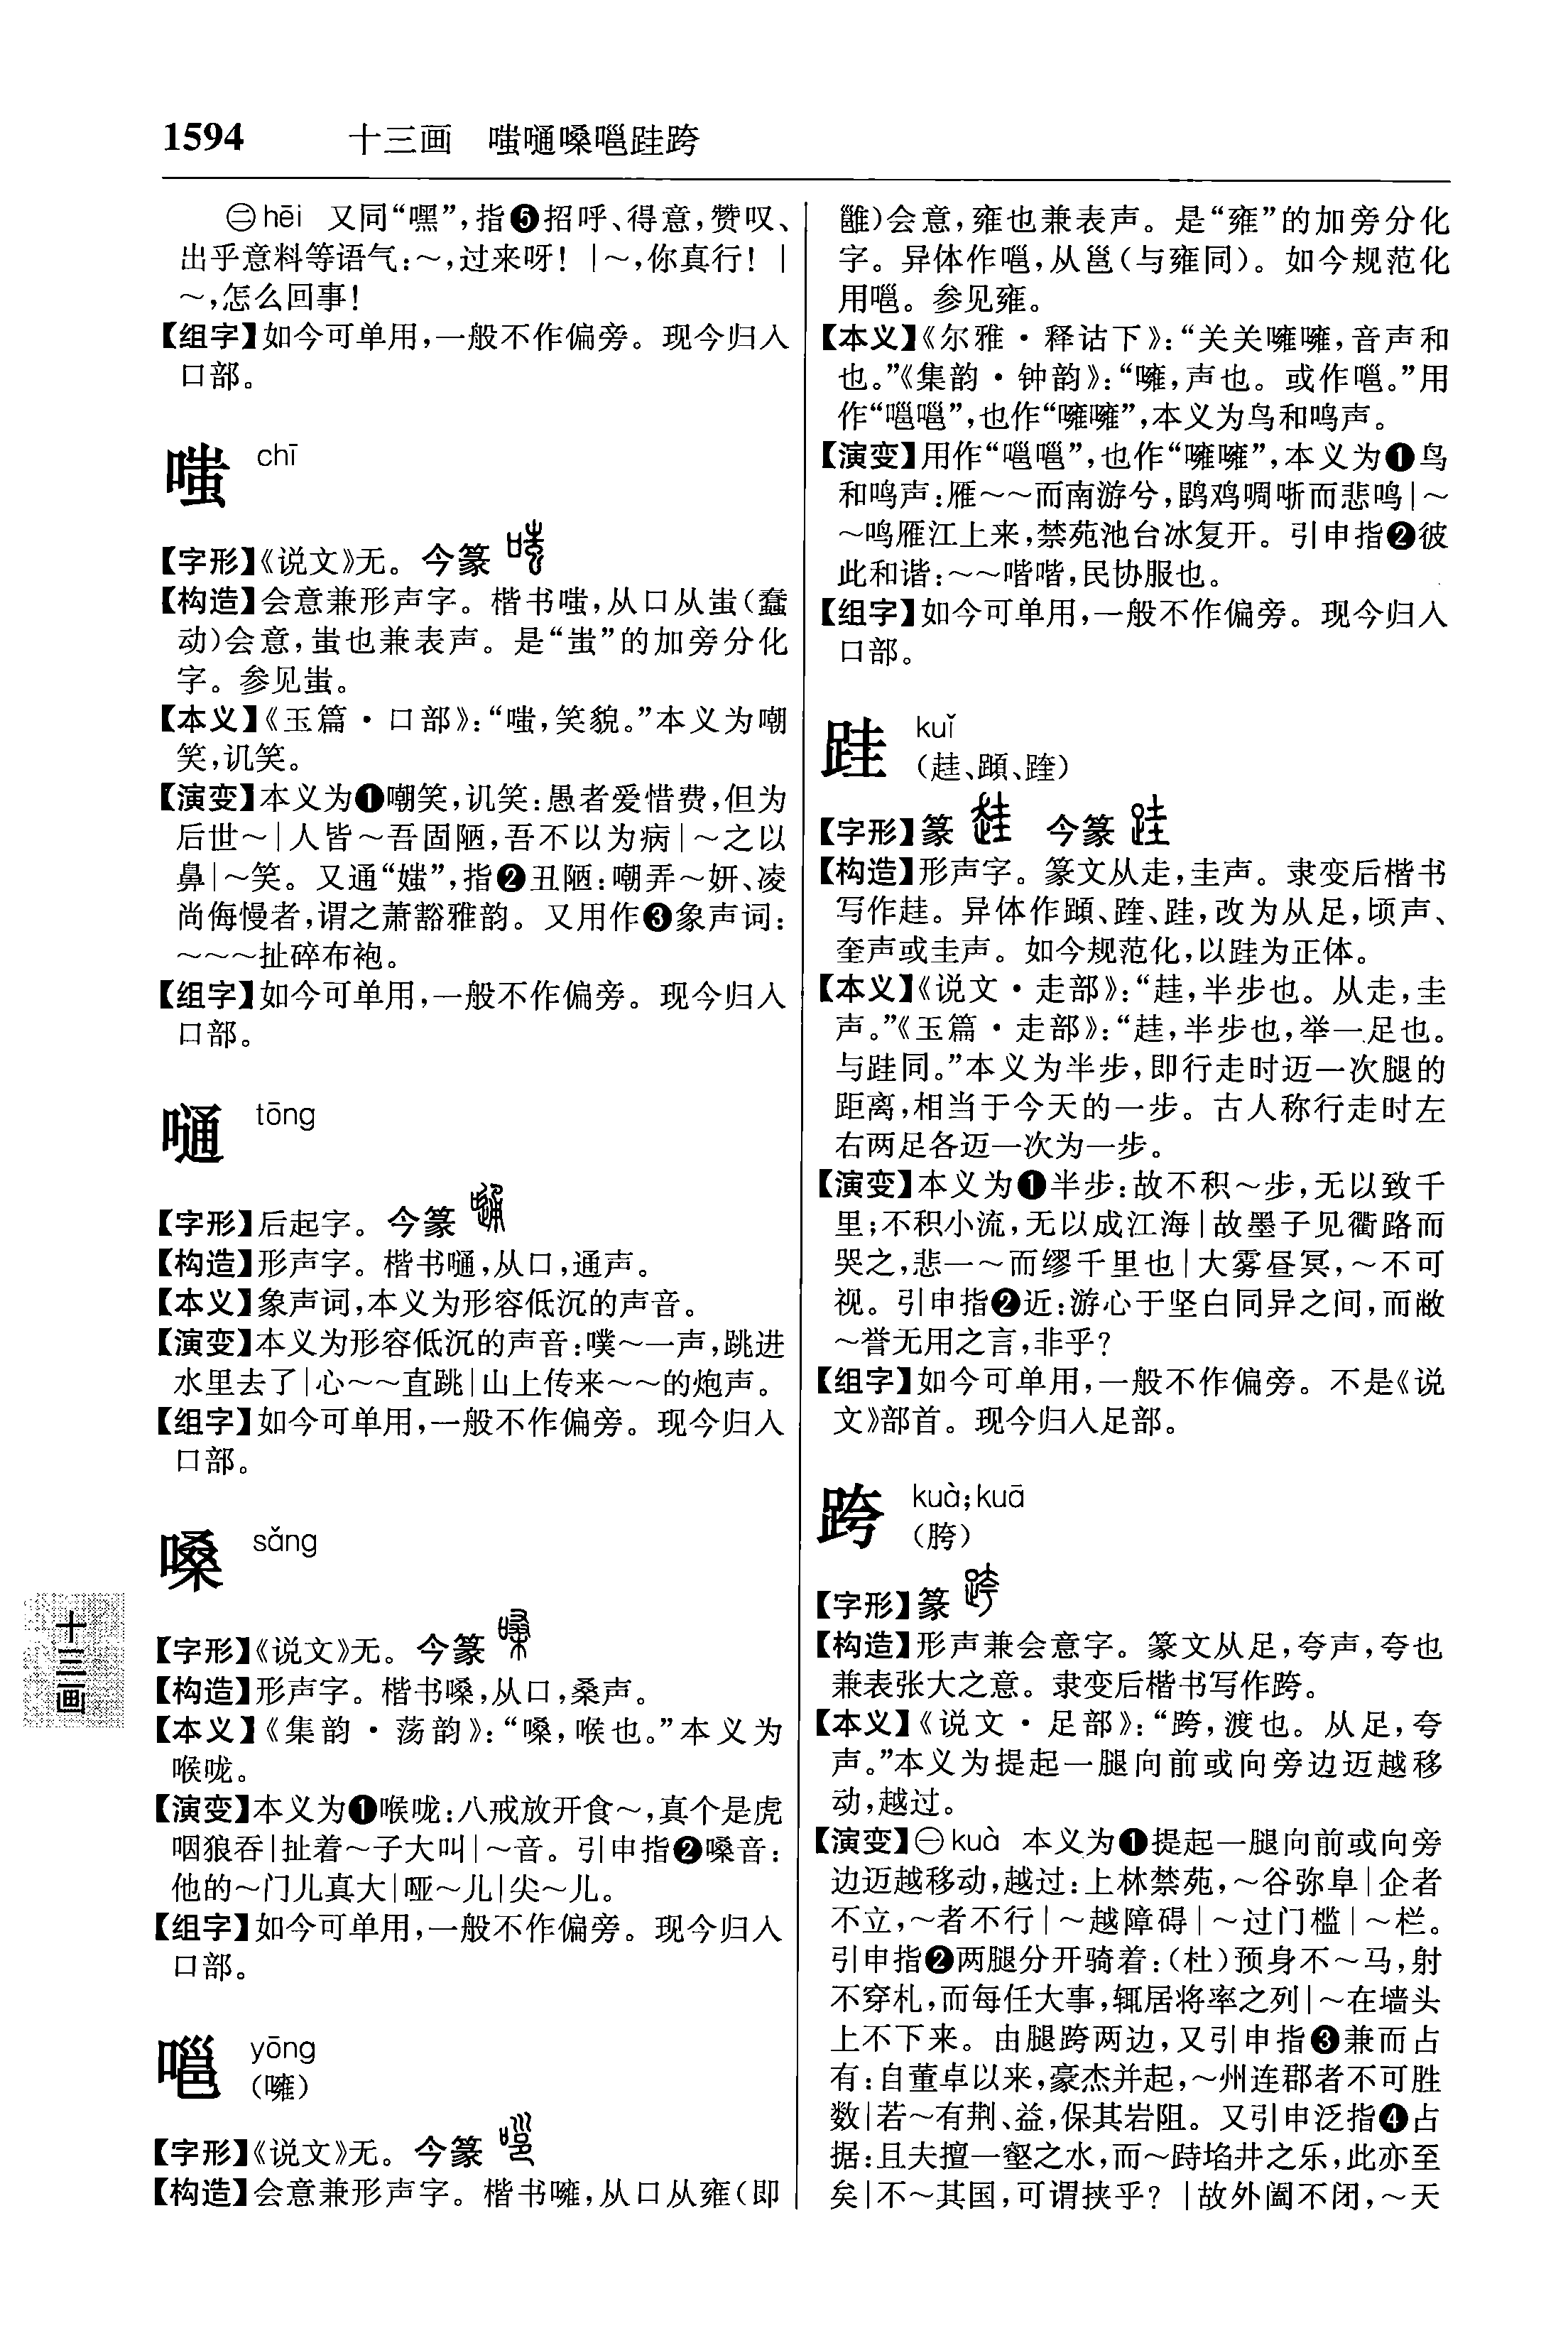 1594 十三画 嗤嗵嗓嗈跬跨
㊂hēi 又同“嘿”,指❺招呼、得意,赞叹、
出乎意料等语气:～,过来呀!|～,你真行!|
～,怎么回事!
【组字】如今可单用,一般不作偏旁。现今归入
口部。
嗤 chī
【字形】《说文》无。今篆
【构造】会意兼形声字。楷书嗤,从口从蚩(蠢
动)会意,蚩也兼表声。是“蚩”的加旁分化
字。参见蚩。
【本义】《玉篇·口部》:“嗤,笑貌。”本义为嘲
笑,讥笑。
【演变】本义为❶嘲笑,讥笑:愚者爱惜费,但为
后世～|人皆～吾固陋,吾不以为病|～之以
鼻|～笑。又通“媸”,指❷丑陋:嘲弄～妍、凌
尚侮慢者,谓之萧豁雅韵。又用作❸象声词:
～～～扯碎布袍。
【组字】如今可单用,一般不作偏旁。现今归入
口部。
嗵 tōng
【字形】后起字。今篆
【构造】形声字。楷书嗵,从口,通声。
【本义】象声词,本义为形容低沉的声音。
【演变】本义为形容低沉的声音:噗～一声,跳进
水里去了|心～～直跳|山上传来～～的炮声。
【组字】如今可单用,一般不作偏旁。现今归入
口部。
嗓 sǎng
【字形】《说文》无。今篆
【构造】形声字。楷书嗓,从口,桑声。
【本义】《集韵·荡韵》:“嗓,喉也。”本义为
喉咙。
【演变】本义为❶喉咙:八戒放开食～,真个是虎
咽狼吞|扯着～子大叫|～音。引申指❷嗓音:
他的～门儿真大|哑～儿|尖～儿。
【组字】如今可单用,一般不作偏旁。现今归入
口部。
嗈 yōng
(噰)
【字形】《说文》无。今篆
【构造】会意兼形声字。楷书噰,从口从雍(即
雝)会意,雍也兼表声。是“雍”的加旁分化
字。异体作嗈,从邕(与雍同)。如今规范化
用嗈。参见雍。
【本义】《尔雅·释诂下》:“关关噰噰,音声和
也。”《集韵·钟韵》:“噰,声也。或作嗈。”用
作“嗈嗈”,也作“噰噰”,本义为鸟和鸣声。
【演变】用作“嗈嗈”,也作“噰噰”,本义为❶鸟
和鸣声:雁～～而南游兮,鹍鸡啁哳而悲鸣|～
～鸣雁江上来,禁苑池台冰复开。引申指❷彼
此和谐:～～喈喈,民协服也。
【组字】如今可单用,一般不作偏旁。现今归入
口部。
跬 kuǐ
(䞨、蹞、䠑)
【字形】篆 今篆
【构造】形声字。篆文从走,圭声。隶变后楷书
写作䞨。异体作蹞、䠑、跬,改为从足,顷声、
奎声或圭声。如今规范化,以跬为正体。
【本义】《说文·走部》:“䞨,半步也。从走,圭
声。”《玉篇·走部》:“䞨,半步也,举一足也。
与跬同。”本义为半步,即行走时迈一次腿的
距离,相当于今天的一步。古人称行走时左
右两足各迈一次为一步。
【演变】本义为❶半步:故不积～步,无以致千
里;不积小流,无以成江海|故墨子见衢路而
哭之,悲一～而缪千里也|大雾昼冥,～不可
视。引申指❷近:游心于坚白同异之间,而敝
～誉无用之言,非乎?
【组字】如今可单用,一般不作偏旁。不是《说
文》部首。现今归入足部。
跨 kuà;kuā
(胯)
【字形】篆
【构造】形声兼会意字。篆文从足,夸声,夸也
兼表张大之意。隶变后楷书写作跨。
【本义】《说文·足部》:“跨,渡也。从足,夸
声。”本义为提起一腿向前或向旁边迈越移
动,越过。
【演变】㊀kuà 本义为❶提起一腿向前或向旁
边迈越移动,越过:上林禁苑,～谷弥阜|企者
不立,～者不行|～越障碍|～过门槛|～栏。
引申指❷两腿分开骑着:(杜)预身不～马,射
不穿札,而每任大事,辄居将率之列|～在墙头
上不下来。由腿跨两边,又引申指❸兼而占
有:自董卓以来,豪杰并起,～州连郡者不可胜
数|若～有荆、益,保其岩阻。又引申泛指❹占
据:且夫擅一壑之水,而～跱埳井之乐,此亦至
矣|不～其国,可谓挟乎?|故外阖不闭,～天
十三画